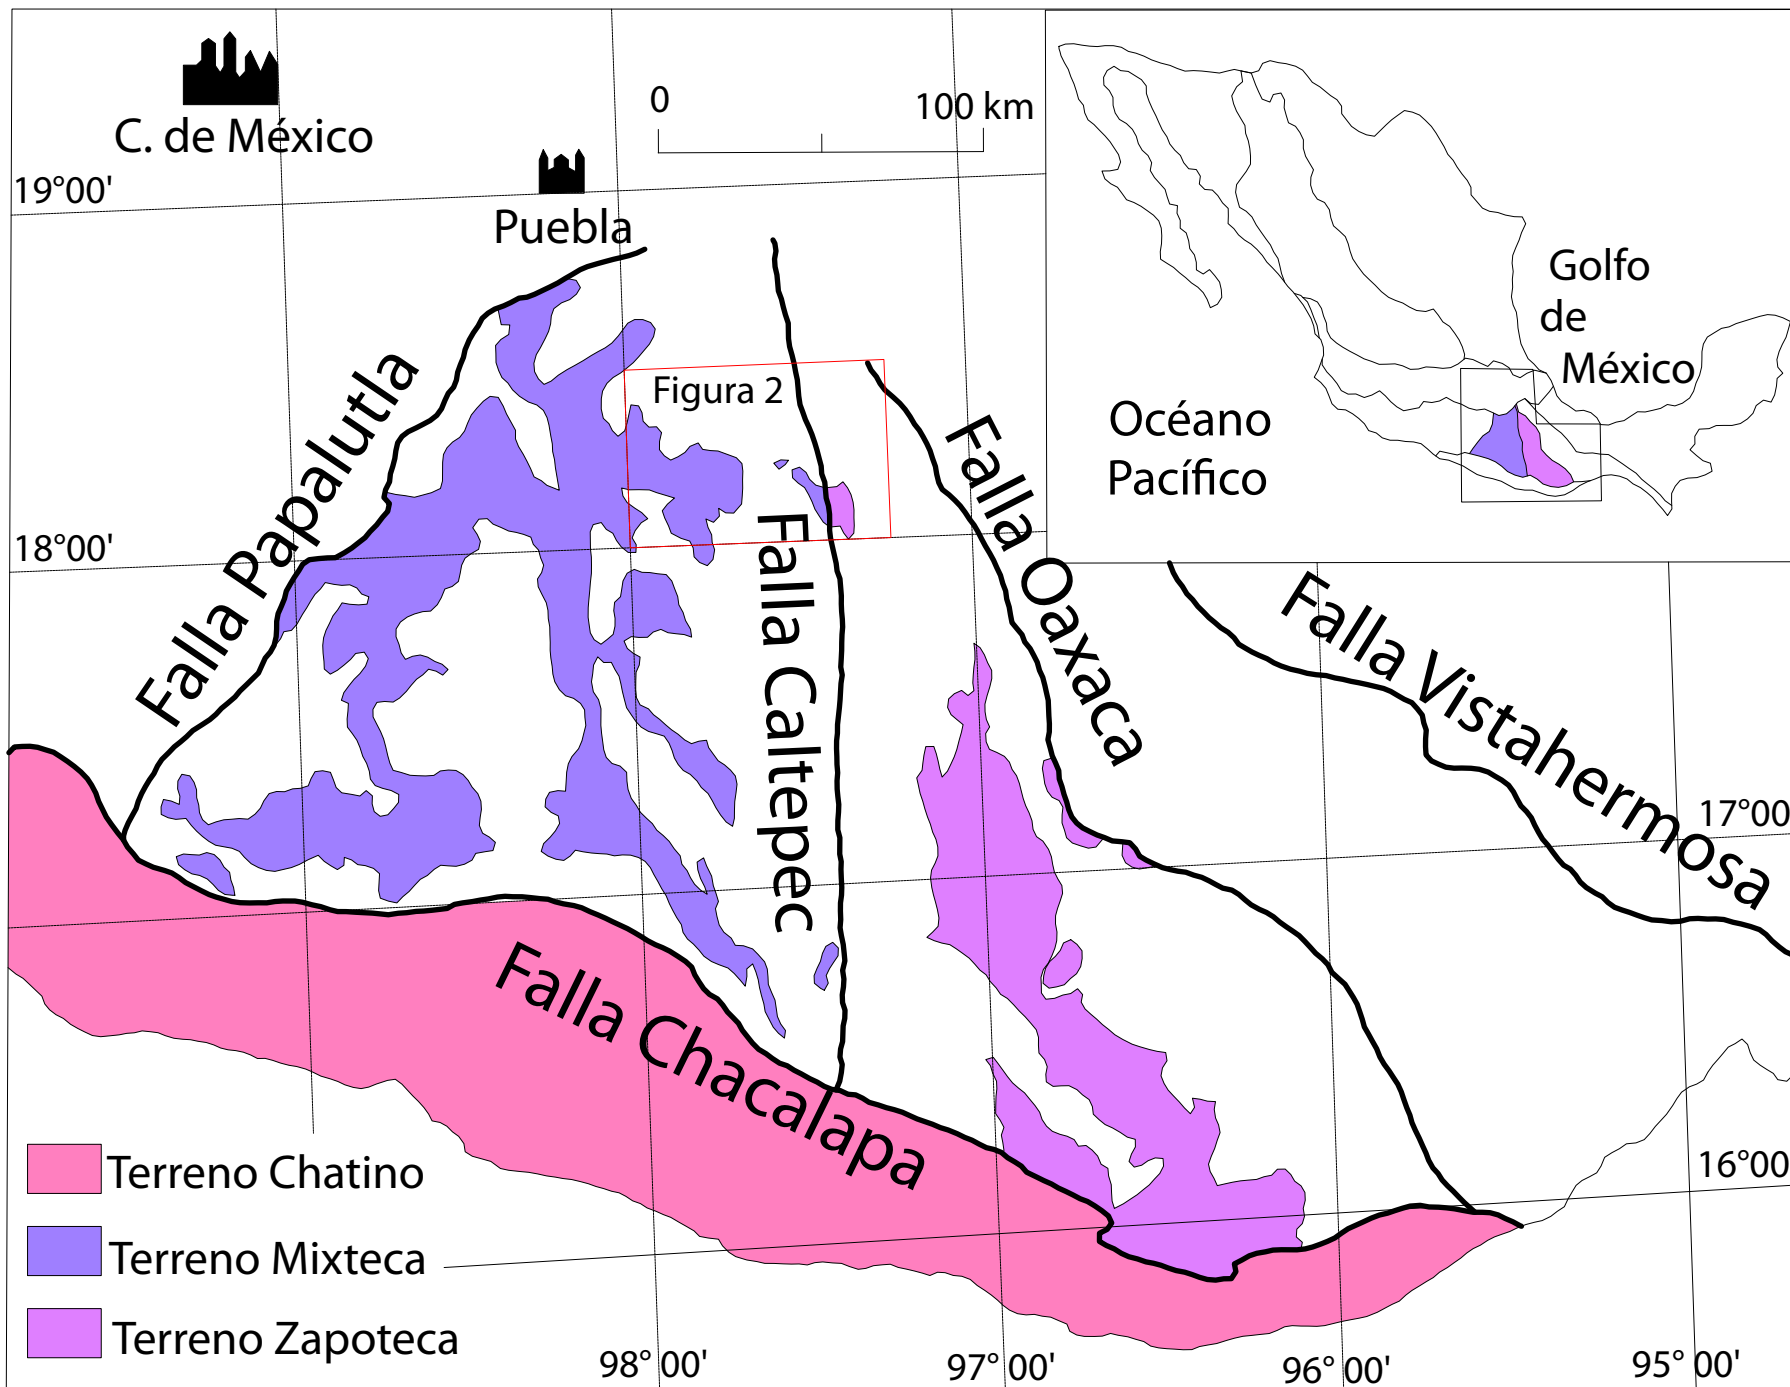 C. de México
0
100 km
19°00'
Puebla
Golfo
de
México
Océano
Pacífico
Figura 2
Falla Papalutla
Falla Caltepec
Falla Oaxaca
Falla Vistahermosa
18°00'
17°00
Falla Chacalapa
16°00
Terreno Chatino
Terreno Mixteca
Terreno Zapoteca
98°00'
97°00'
96°00'
95°00'